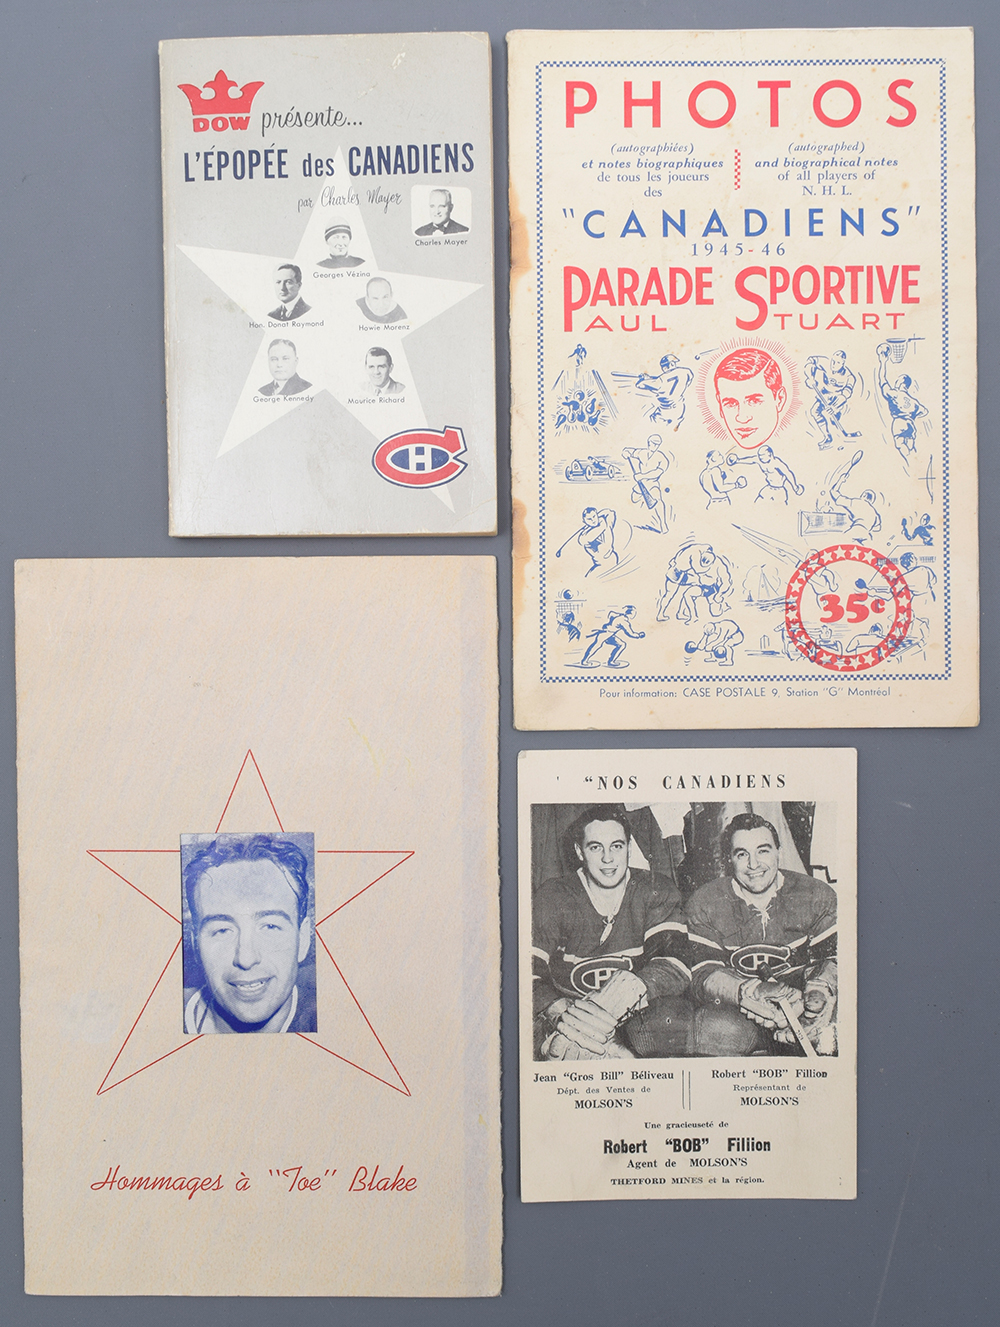 DOW présente...
L'ÉPOPÉE des CANADIENS
par Charles Mayer
Charles Mayer
Georges Vézina
Hon. Donat Raymond
Howie Morenz
George Kennedy
Maurice Richard
CH
PHOTOS
(autographiées)
et notes biographiques
de tous les joueurs
des
(autographed)
and biographical notes
of all players of
N. H. L.
"CANADIENS"
1945-46
PARADE SPORTIVE
PAUL STUART
35c
Pour information: CASE POSTALE 9, Station "G" Montréal
Hommages à "Toe" Blake
"NOS CANADIENS
Jean "Gros Bill" Béliveau
Dépt. des Ventes de
MOLSON'S
Robert "BOB" Fillion
Représentant de
MOLSON'S
Une gracieuseté de
Robert "BOB" Fillion
Agent de MOLSON'S
THETFORD MINES et la région.